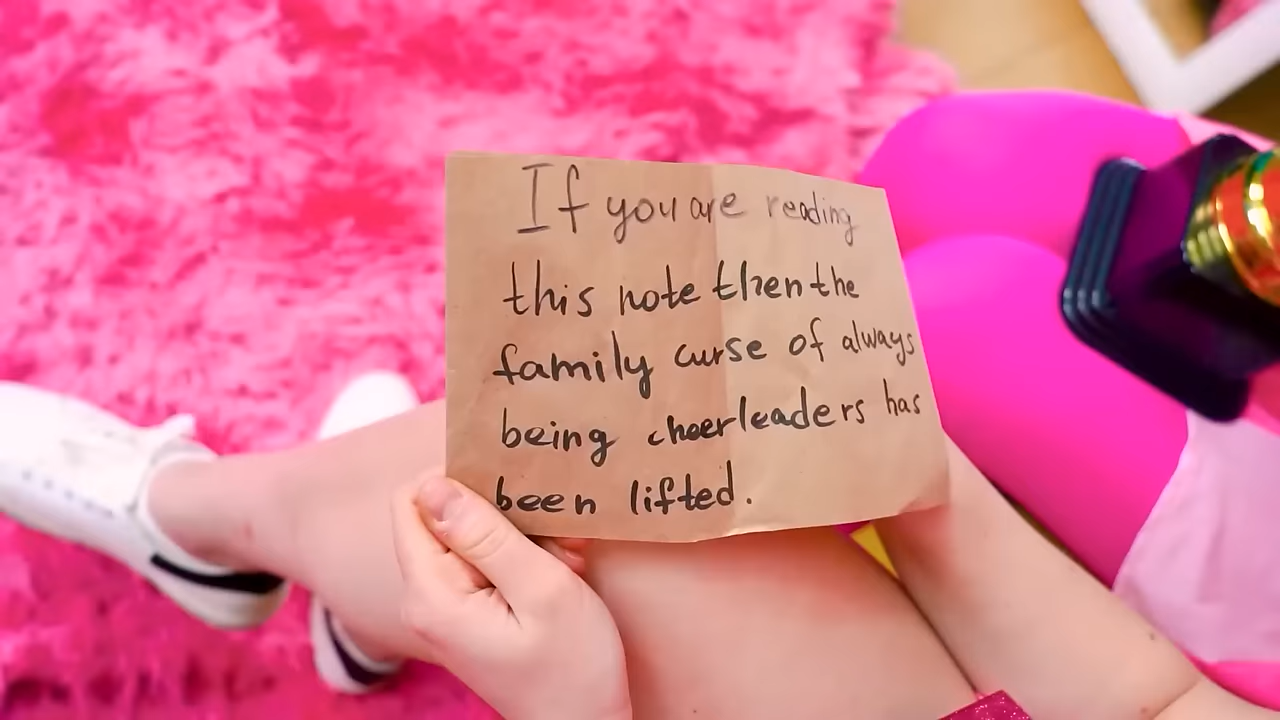 If you are reading
this note then the
family curse of always
being cheerleaders has
been lifted.